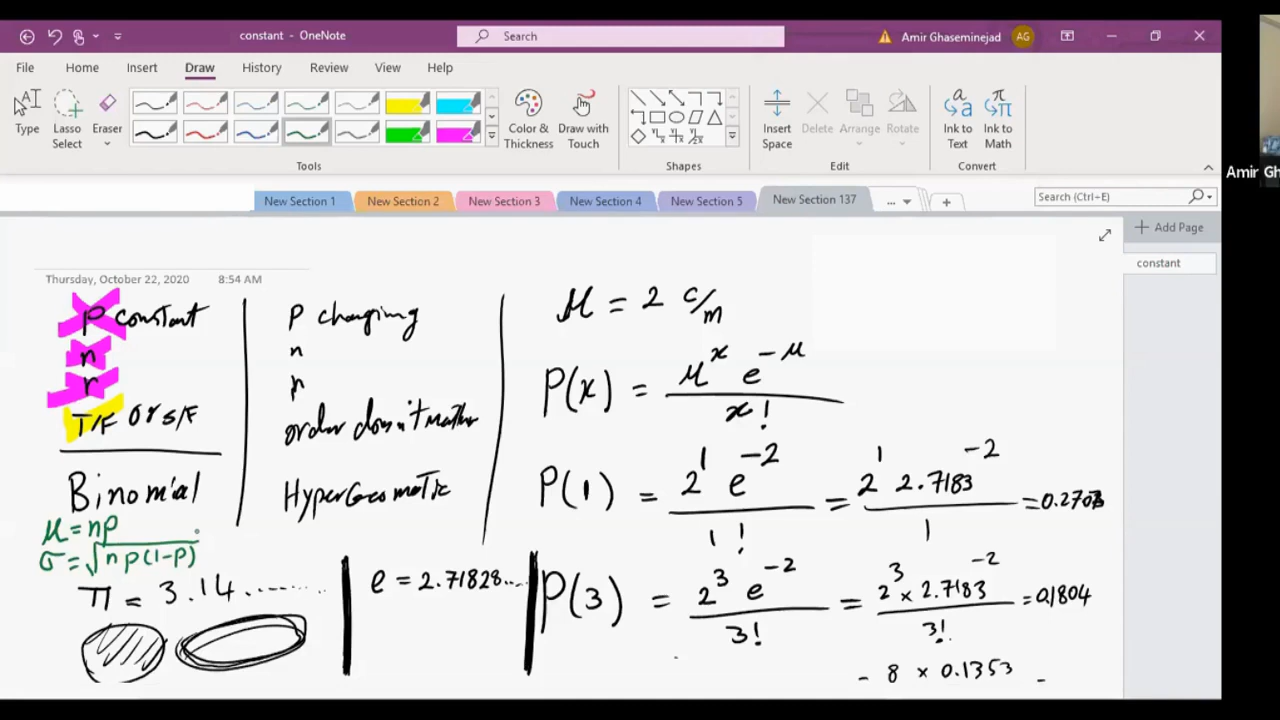 constant - OneNote
Search
Amir Ghaseminejad AG
File Home Insert Draw History Review View Help
Type
Lasso Select
Eraser
Tools
Color & Thickness
Draw with Touch
Shapes
Insert Space
Delete
Arrange
Rotate
Edit
Ink to Text
Ink to Math
Convert
Amir Gh
New Section 1
New Section 2
New Section 3
New Section 4
New Section 5
New Section 137
...
Search (Ctrl+E)
Add Page
constant
Thursday, October 22, 2020 8:54 AM
P constant
n
r
T/F or S/F
Binomial
μ = np
σ = √np(1-p)
π = 3.14........
P changing
n
r
order doesn't matter
HyperGeometic
e = 2.71828....
μ = 2 c/m
P(x) = μ^x e^-μ / x!
P(1) = 2^1 e^-2 / 1! = 2^1 2.7183^-2 / 1 = 0.2707
P(3) = 2^3 e^-2 / 3! = 2^3 × 2.7183^-2 / 3! = 0.1804
8 × 0.1353